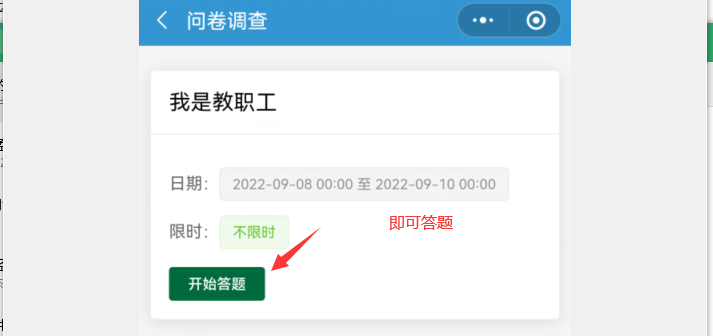 问卷调查
我是教职工
日期： 2022-09-08 00:00 至 2022-09-10 00:00
限时： 不限时
即可答题
开始答题